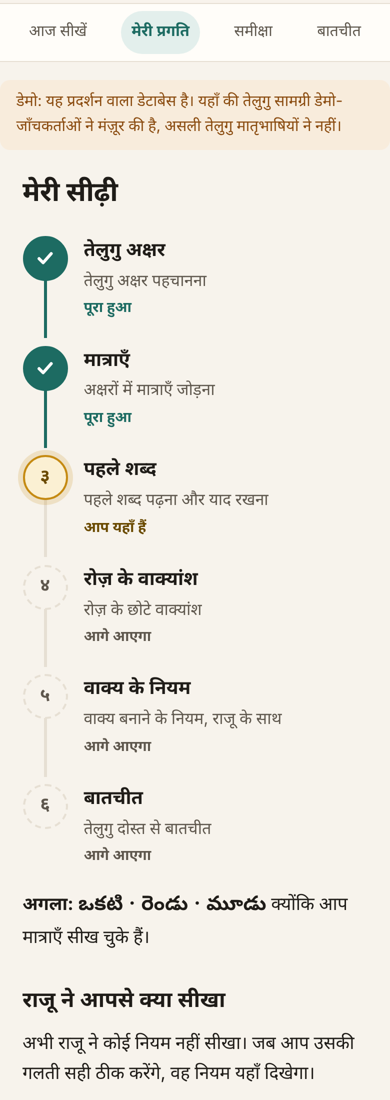 आज सीखें मेरी प्रगति समीक्षा बातचीत
डेमो: यह प्रदर्शन वाला डेटाबेस है। यहाँ की तेलुगु सामग्री डेमो-
जाँचकर्ताओं ने मंज़ूर की है, असली तेलुगु मातृभाषियों ने नहीं।
मेरी सीढ़ी
तेलुगु अक्षर
तेलुगु अक्षर पहचानना
पूरा हुआ
मात्राएँ
अक्षरों में मात्राएँ जोड़ना
पूरा हुआ
३ पहले शब्द
पहले शब्द पढ़ना और याद रखना
आप यहाँ हैं
४ रोज़ के वाक्यांश
रोज़ के छोटे वाक्यांश
आगे आएगा
५ वाक्य के नियम
वाक्य बनाने के नियम, राजू के साथ
आगे आएगा
६ बातचीत
तेलुगु दोस्त से बातचीत
आगे आएगा
अगला: ఒకటి · రెండు · మూడు क्योंकि आप
मात्राएँ सीख चुके हैं।
राजू ने आपसे क्या सीखा
अभी राजू ने कोई नियम नहीं सीखा। जब आप उसकी
गलती सही ठीक करेंगे, वह नियम यहाँ दिखेगा।